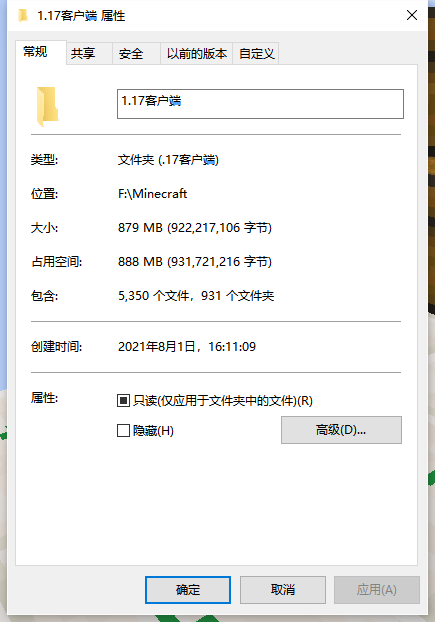 1.17客户端 属性
常规 共享 安全 以前的版本 自定义
1.17客户端
类型: 文件夹 (.17客户端)
位置: F:\Minecraft
大小: 879 MB (922,217,106 字节)
占用空间: 888 MB (931,721,216 字节)
包含: 5,350 个文件，931 个文件夹
创建时间: 2021年8月1日，16:11:09
属性: 只读(仅应用于文件夹中的文件)(R)
隐藏(H) 高级(D)...
确定 取消 应用(A)